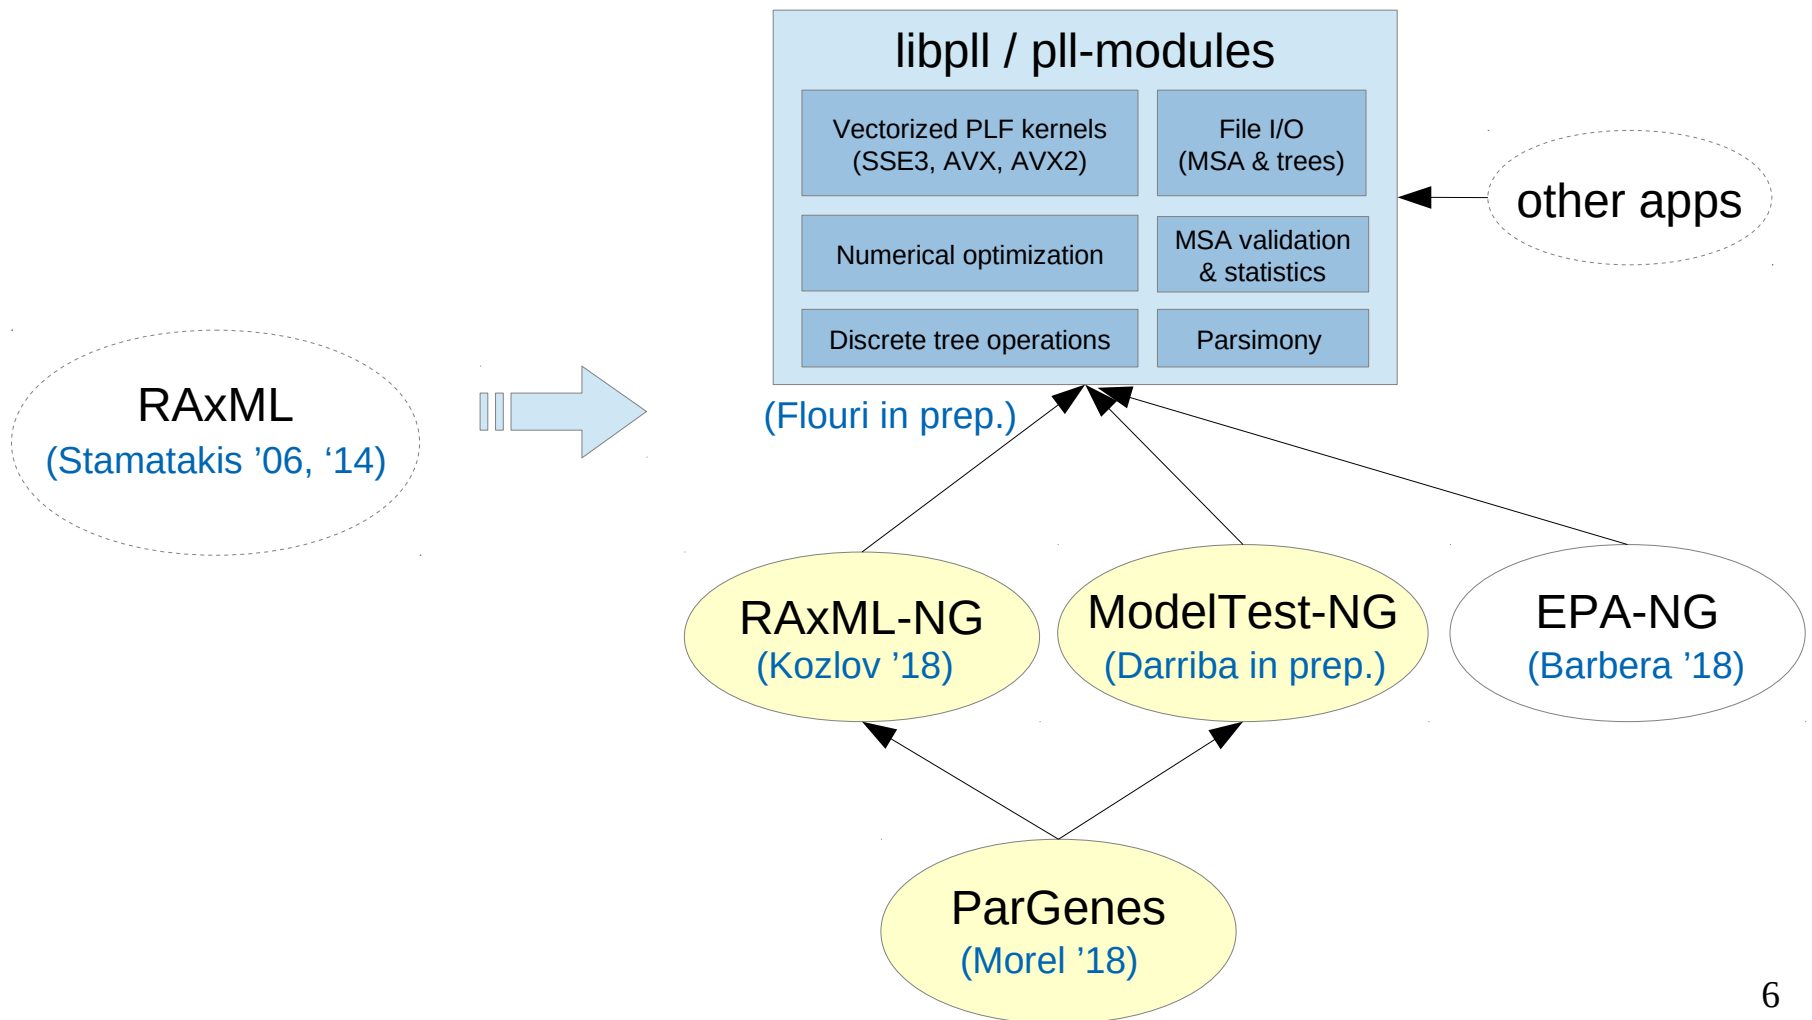 libpll / pll-modules
Vectorized PLF kernels
(SSE3, AVX, AVX2)
File I/O
(MSA & trees)
Numerical optimization
MSA validation
& statistics
Discrete tree operations
Parsimony
other apps
RAxML
(Stamatakis ’06, ‘14)
(Flouri in prep.)
RAxML-NG
(Kozlov ’18)
ModelTest-NG
(Darriba in prep.)
EPA-NG
(Barbera ’18)
ParGenes
(Morel ’18)
6